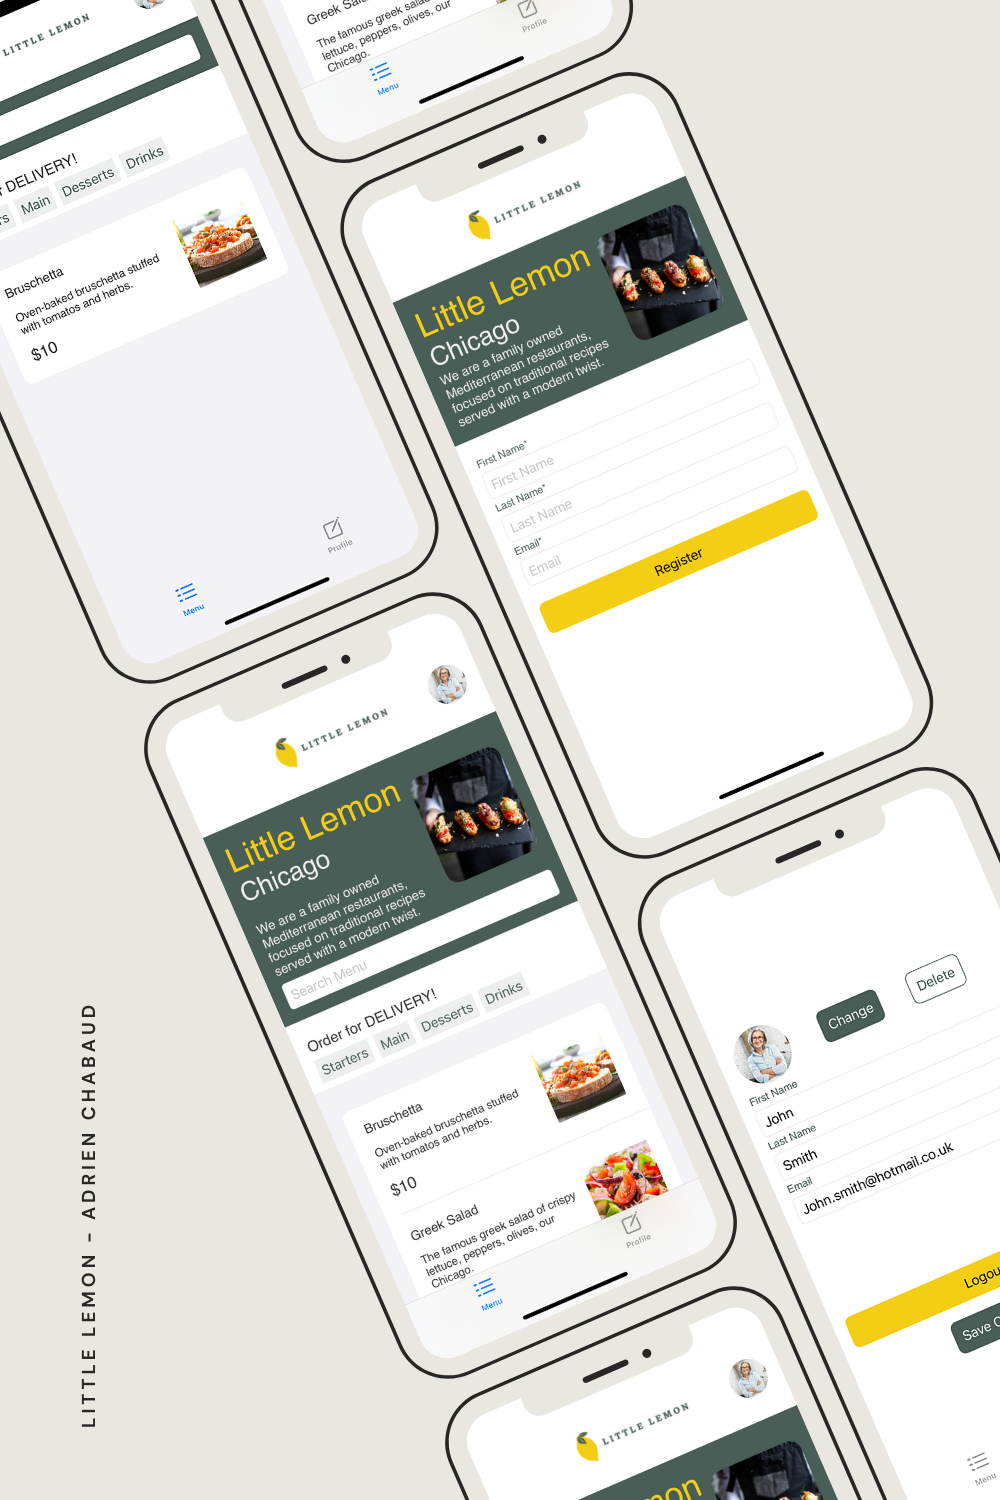 LITTLE LEMON
DELIVERY!
Main
Desserts
Drinks
Bruschetta
Oven-baked bruschetta stuffed
with tomatos and herbs.
$10
Menu
Profile
Greek
The famous greek salad
lettuce, peppers, olives, our
Chicago.
Menu
Profile
LITTLE LEMON
Little Lemon
Chicago
We are a family owned
Mediterranean restaurants,
focused on traditional recipes
served with a modern twist.
First Name*
First Name
Last Name*
Last Name
Email*
Email
Register
LITTLE LEMON
Little Lemon
Chicago
We are a family owned
Mediterranean restaurants,
focused on traditional recipes
served with a modern twist.
Search Menu
Order for DELIVERY!
Starters
Main
Desserts
Drinks
Bruschetta
Oven-baked bruschetta stuffed
with tomatos and herbs.
$10
Greek Salad
The famous greek salad of crispy
lettuce, peppers, olives, our
Chicago.
Menu
Profile
Change
Delete
First Name
John
Last Name
Smith
Email
John.smith@hotmail.co.uk
Logou
Save
Menu
LITTLE LEMON
mon
LITTLE LEMON – ADRIEN CHABAUD